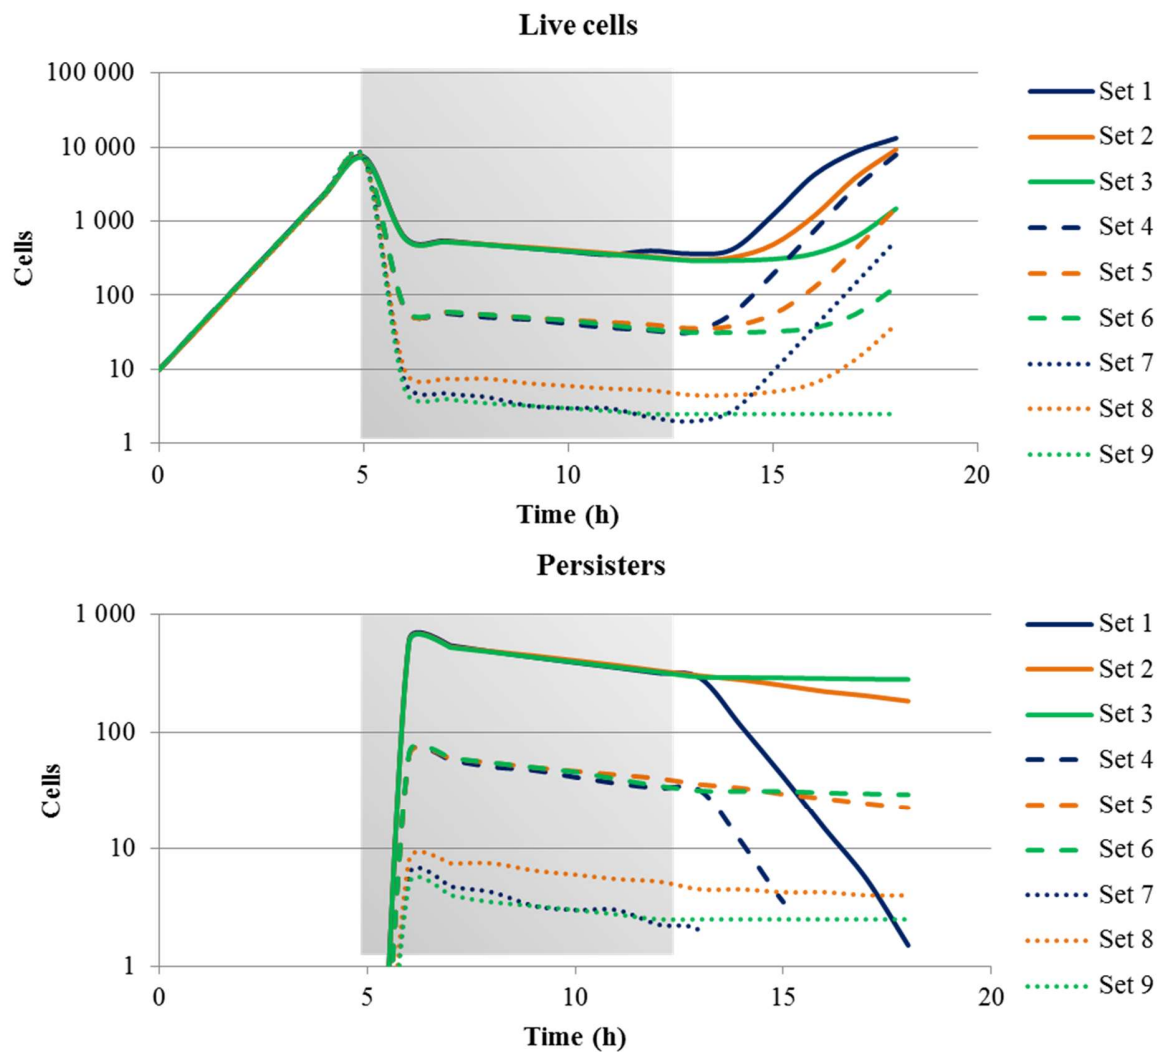 Live cells
100 000
10 000
1 000
100
10
1
Cells
0 5 10 15 20
Time (h)
Set 1
Set 2
Set 3
Set 4
Set 5
Set 6
Set 7
Set 8
Set 9
Persisters
1 000
100
10
1
Cells
0 5 10 15 20
Time (h)
Set 1
Set 2
Set 3
Set 4
Set 5
Set 6
Set 7
Set 8
Set 9